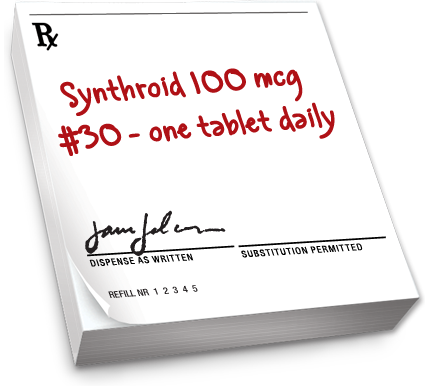 Rx
Synthroid 100 mcg
#30 - one tablet daily
DISPENSE AS WRITTEN
SUBSTITUTION PERMITTED
REFILL NR 1 2 3 4 5